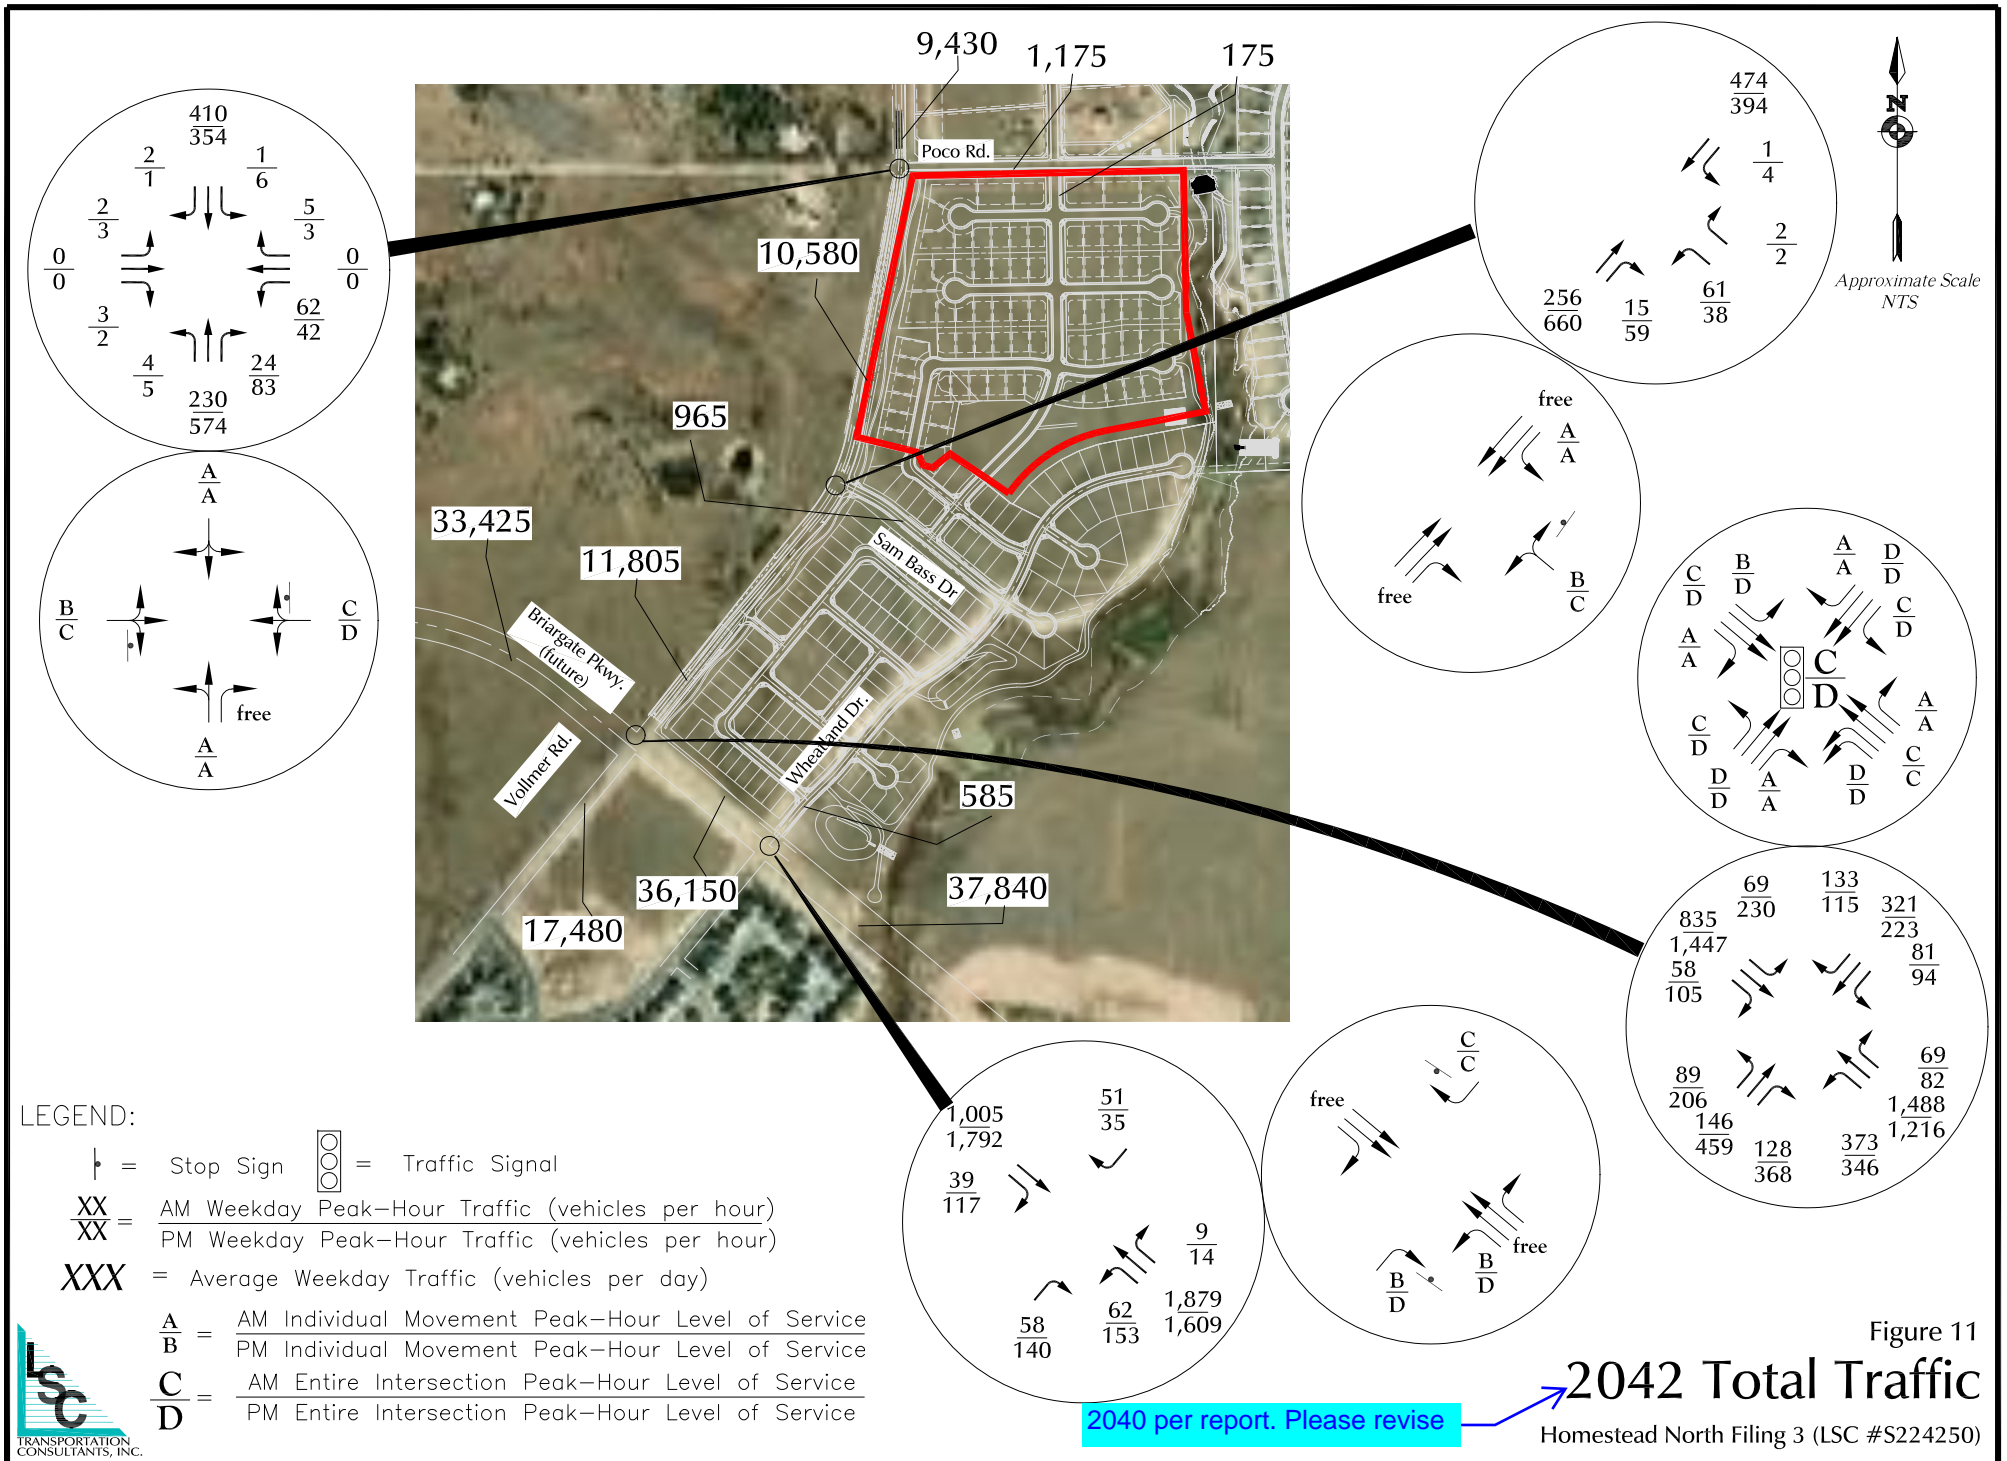 9,430
1,175
175
Poco Rd.
10,580
965
33,425
11,805
Sam Bass Dr
Briargate Pkwy.
(future)
Vollmer Rd.
Wheatland Dr.
585
36,150
37,840
17,480
410
354
2
1
1
6
2
3
5
3
0
0
0
0
3
2
62
42
4
5
24
83
230
574
A
A
B
C
C
D
free
A
A
474
394
1
4
2
2
256
660
15
59
61
38
N
Approximate Scale
NTS
free
A
A
free
B
C
C
D
B
D
A
A
D
D
C
D
A
A
C
D
C
D
D
D
A
A
D
D
C
C
A
A
69
230
133
115
321
223
835
1,447
81
94
58
105
89
206
146
459
128
368
373
346
69
82
1,488
1,216
1,005
1,792
51
35
39
117
9
14
58
140
62
153
1,879
1,609
C
C
free
free
B
D
B
D
LEGEND:
= Stop Sign = Traffic Signal
XX
XX = AM Weekday Peak-Hour Traffic (vehicles per hour)
PM Weekday Peak-Hour Traffic (vehicles per hour)
XXX = Average Weekday Traffic (vehicles per day)
A
B = AM Individual Movement Peak-Hour Level of Service
PM Individual Movement Peak-Hour Level of Service
C
D = AM Entire Intersection Peak-Hour Level of Service
PM Entire Intersection Peak-Hour Level of Service
LSC
TRANSPORTATION
CONSULTANTS, INC.
Figure 11
2042 Total Traffic
2040 per report. Please revise
Homestead North Filing 3 (LSC #S224250)